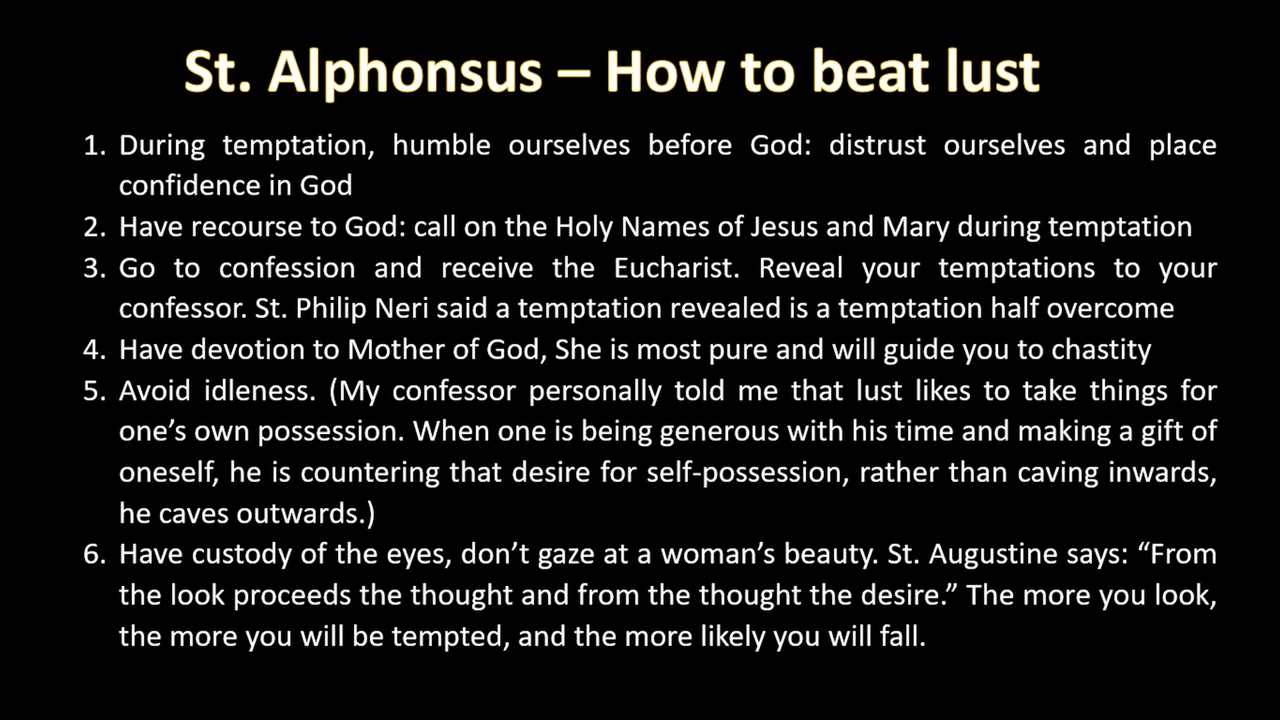 St. Alphonsus – How to beat lust
1. During temptation, humble ourselves before God: distrust ourselves and place
confidence in God
2. Have recourse to God: call on the Holy Names of Jesus and Mary during temptation
3. Go to confession and receive the Eucharist. Reveal your temptations to your
confessor. St. Philip Neri said a temptation revealed is a temptation half overcome
4. Have devotion to Mother of God, She is most pure and will guide you to chastity
5. Avoid idleness. (My confessor personally told me that lust likes to take things for
one’s own possession. When one is being generous with his time and making a gift of
oneself, he is countering that desire for self-possession, rather than caving inwards,
he caves outwards.)
6. Have custody of the eyes, don’t gaze at a woman’s beauty. St. Augustine says: “From
the look proceeds the thought and from the thought the desire.” The more you look,
the more you will be tempted, and the more likely you will fall.